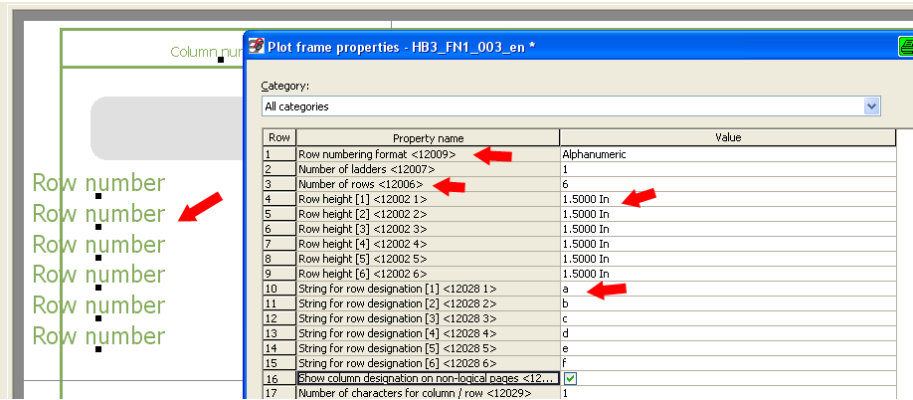 Column nur
Row number
Row number
Row number
Row number
Row number
Row number
Plot frame properties - HB3_FN1_003_en *
Category:
All categories
Row Property name Value
1 Row numbering format <12009> Alphanumeric
2 Number of ladders <12007> 1
3 Number of rows <12006> 6
4 Row height [1] <12002 1> 1.5000 In
5 Row height [2] <12002 2> 1.5000 In
6 Row height [3] <12002 3> 1.5000 In
7 Row height [4] <12002 4> 1.5000 In
8 Row height [5] <12002 5> 1.5000 In
9 Row height [6] <12002 6> 1.5000 In
10 String for row designation [1] <12028 1> a
11 String for row designation [2] <12028 2> b
12 String for row designation [3] <12028 3> c
13 String for row designation [4] <12028 4> d
14 String for row designation [5] <12028 5> e
15 String for row designation [6] <12028 6> f
16 Show column designation on non-logical pages <12...
17 Number of characters for column / row <12029> 1